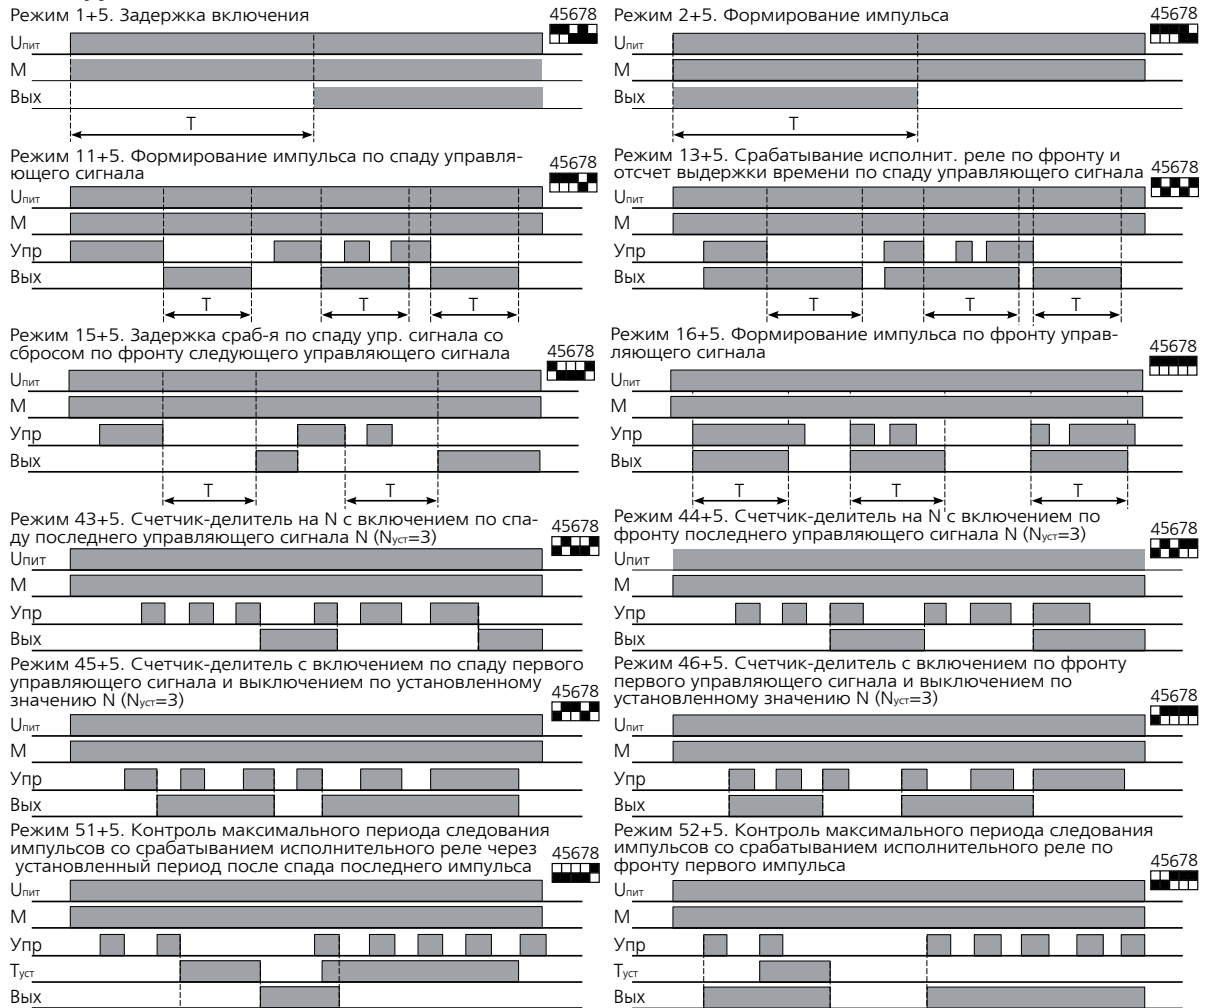 Режим 1+5. Задержка включения
45678
Uпит
М
Вых
T
Режим 2+5. Формирование импульса
45678
Uпит
М
Вых
T
Режим 11+5. Формирование импульса по спаду управля-
ющего сигнала
45678
Uпит
М
Упр
Вых
T T T
Режим 13+5. Срабатывание исполнит. реле по фронту и
отсчет выдержки времени по спаду управляющего сигнала
45678
Uпит
М
Упр
Вых
T T T
Режим 15+5. Задержка сраб-я по спаду упр. сигнала со
сбросом по фронту следующего управляющего сигнала
45678
Uпит
М
Упр
Вых
T T
Режим 16+5. Формирование импульса по фронту управ-
ляющего сигнала
45678
Uпит
М
Упр
Вых
T T T
Режим 43+5. Счетчик-делитель на N с включением по спа-
ду последнего управляющего сигнала N (Nуст=3)
45678
Uпит
М
Упр
Вых
Режим 44+5. Счетчик-делитель на N с включением по
фронту последнего управляющего сигнала N (Nуст=3)
45678
Uпит
М
Упр
Вых
Режим 45+5. Счетчик-делитель с включением по спаду первого
управляющего сигнала и выключением по установленному
значению N (Nуст=3)
45678
Uпит
М
Упр
Вых
Режим 46+5. Счетчик-делитель с включением по фронту
первого управляющего сигнала и выключением по
установленному значению N (Nуст=3)
45678
Uпит
М
Упр
Вых
Режим 51+5. Контроль максимального периода следования
импульсов со срабатыванием исполнительного реле через
установленный период после спада последнего импульса
45678
Uпит
М
Упр
Tуст
Вых
Режим 52+5. Контроль максимального периода следования
импульсов со срабатыванием исполнительного реле по
фронту первого импульса
45678
Uпит
М
Упр
Tуст
Вых